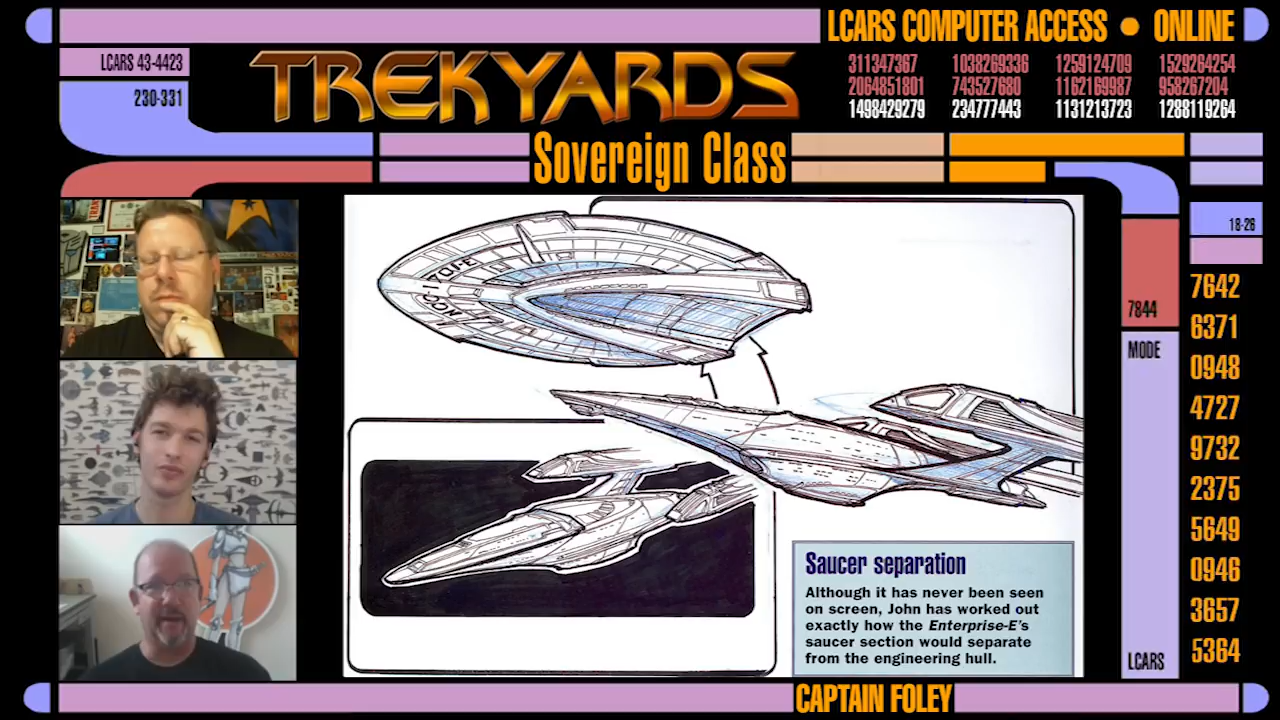 LCARS COMPUTER ACCESS • ONLINE
LCARS 43-4423
230-331
TREKYARDS
311347367 1038269336 1259124709 1529264254
2064851801 743527680 1162169987 958267204
1498429279 234777443 1131213723 1288119264
Sovereign Class
18-26
7844
MODE
7642
6371
0948
4727
9732
2375
5649
0946
3657
5364
LCARS
Saucer separation
Although it has never been seen
on screen, John has worked out
exactly how the Enterprise-E's
saucer section would separate
from the engineering hull.
CAPTAIN FOLEY